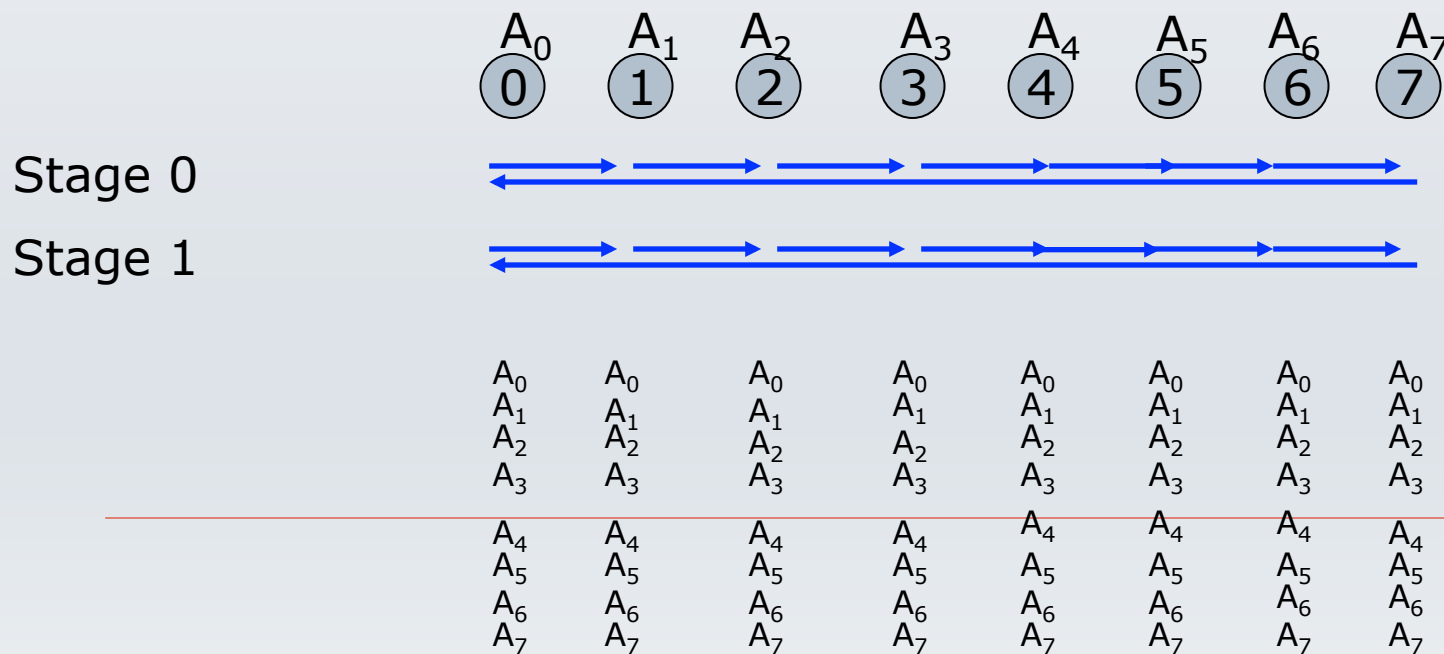 A₀ A₁ A₂ A₃ A₄ A₅ A₆ A₇
0 1 2 3 4 5 6 7
Stage 0
Stage 1
A₀ A₀ A₀ A₀ A₀ A₀ A₀ A₀
A₁ A₁ A₁ A₁ A₁ A₁ A₁ A₁
A₂ A₂ A₂ A₂ A₂ A₂ A₂ A₂
A₃ A₃ A₃ A₃ A₃ A₃ A₃ A₃
A₄ A₄ A₄ A₄ A₄ A₄ A₄ A₄
A₅ A₅ A₅ A₅ A₅ A₅ A₅ A₅
A₆ A₆ A₆ A₆ A₆ A₆ A₆ A₆
A₇ A₇ A₇ A₇ A₇ A₇ A₇ A₇